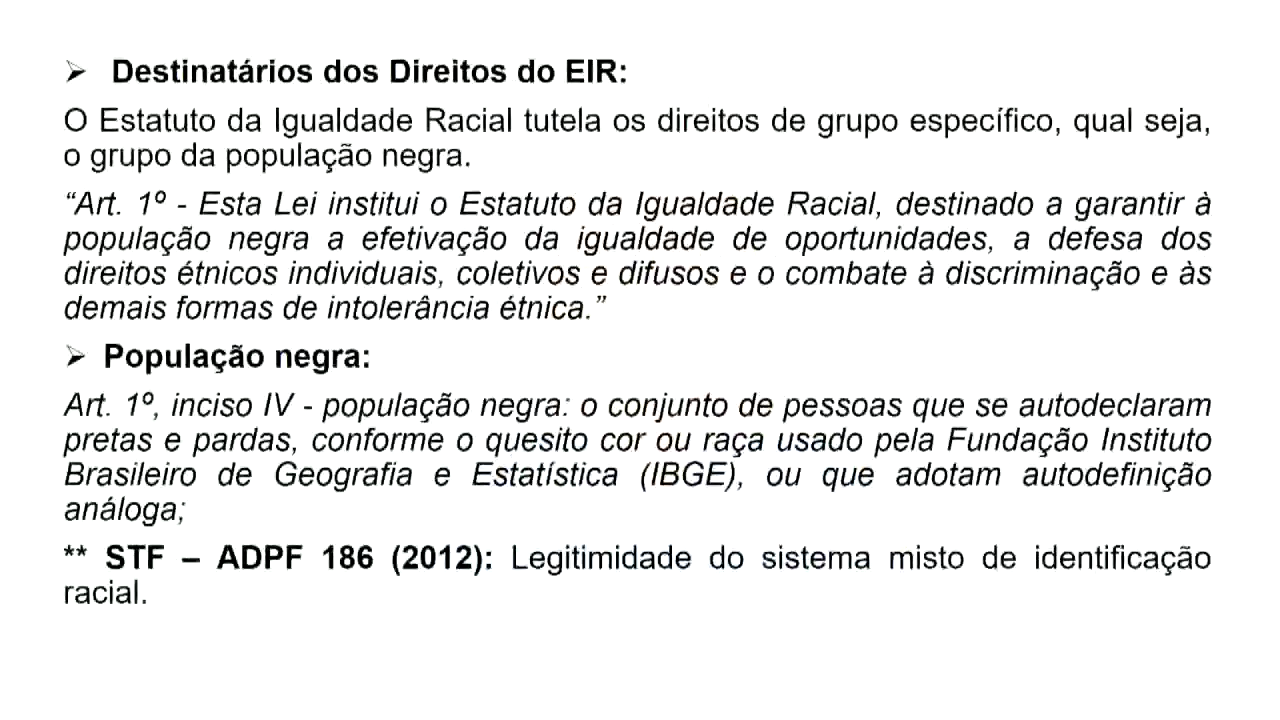 ➢ Destinatários dos Direitos do EIR:
O Estatuto da Igualdade Racial tutela os direitos de grupo específico, qual seja,
o grupo da população negra.
“Art. 1º - Esta Lei institui o Estatuto da Igualdade Racial, destinado a garantir à
população negra a efetivação da igualdade de oportunidades, a defesa dos
direitos étnicos individuais, coletivos e difusos e o combate à discriminação e às
demais formas de intolerância étnica.”
➢ População negra:
Art. 1º, inciso IV - população negra: o conjunto de pessoas que se autodeclaram
pretas e pardas, conforme o quesito cor ou raça usado pela Fundação Instituto
Brasileiro de Geografia e Estatística (IBGE), ou que adotam autodefinição
análoga;
** STF – ADPF 186 (2012): Legitimidade do sistema misto de identificação
racial.